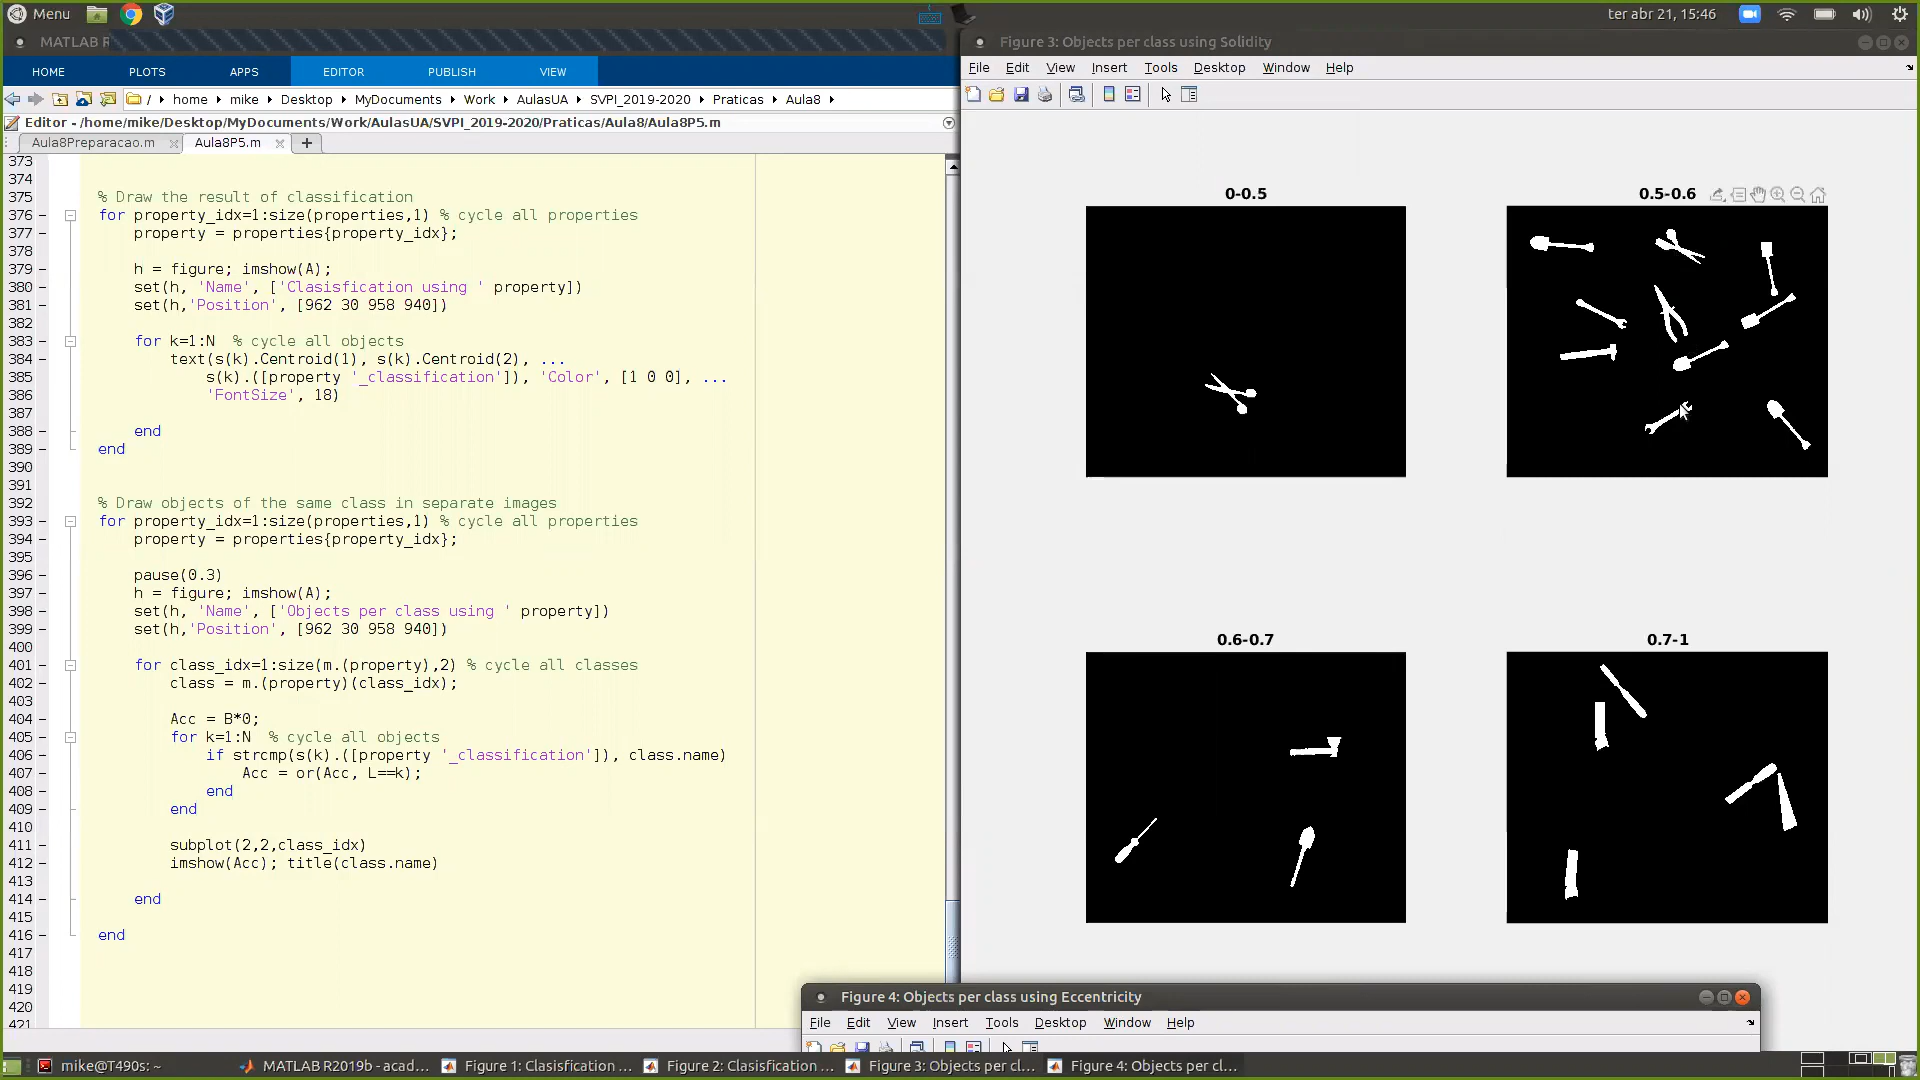 Menu
ter abr 21, 15:46
MATLAB R
HOME PLOTS APPS EDITOR PUBLISH VIEW
/ home mike Desktop MyDocuments Work AulasUA SVPI_2019-2020 Praticas Aula8
Editor - /home/mike/Desktop/MyDocuments/Work/AulasUA/SVPI_2019-2020/Praticas/Aula8/Aula8P5.m
Aula8Preparacao.m Aula8P5.m
373
374
375 % Draw the result of classification
376 for property_idx=1:size(properties,1) % cycle all properties
377 property = properties{property_idx};
378
379 h = figure; imshow(A);
380 set(h, 'Name', ['Clasisfication using ' property])
381 set(h,'Position', [962 30 958 940])
382
383 for k=1:N % cycle all objects
384 text(s(k).Centroid(1), s(k).Centroid(2), ...
385 s(k).([property '_classification']), 'Color', [1 0 0], ...
386 'FontSize', 18)
387
388 end
389 end
390
391
392 % Draw objects of the same class in separate images
393 for property_idx=1:size(properties,1) % cycle all properties
394 property = properties{property_idx};
395
396 pause(0.3)
397 h = figure; imshow(A);
398 set(h, 'Name', ['Objects per class using ' property])
399 set(h,'Position', [962 30 958 940])
400
401 for class_idx=1:size(m.(property),2) % cycle all classes
402 class = m.(property)(class_idx);
403
404 Acc = B*0;
405 for k=1:N % cycle all objects
406 if strcmp(s(k).([property '_classification']), class.name)
407 Acc = or(Acc, L==k);
408 end
409 end
410
411 subplot(2,2,class_idx)
412 imshow(Acc); title(class.name)
413
414 end
415
416 end
417
418
419
420
421
Figure 3: Objects per class using Solidity
File Edit View Insert Tools Desktop Window Help
0-0.5
0.5-0.6
0.6-0.7
0.7-1
Figure 4: Objects per class using Eccentricity
File Edit View Insert Tools Desktop Window Help
mike@T490s: ~
MATLAB R2019b - acad...
Figure 1: Clasisfication ...
Figure 2: Clasisfication ...
Figure 3: Objects per cl...
Figure 4: Objects per cl...